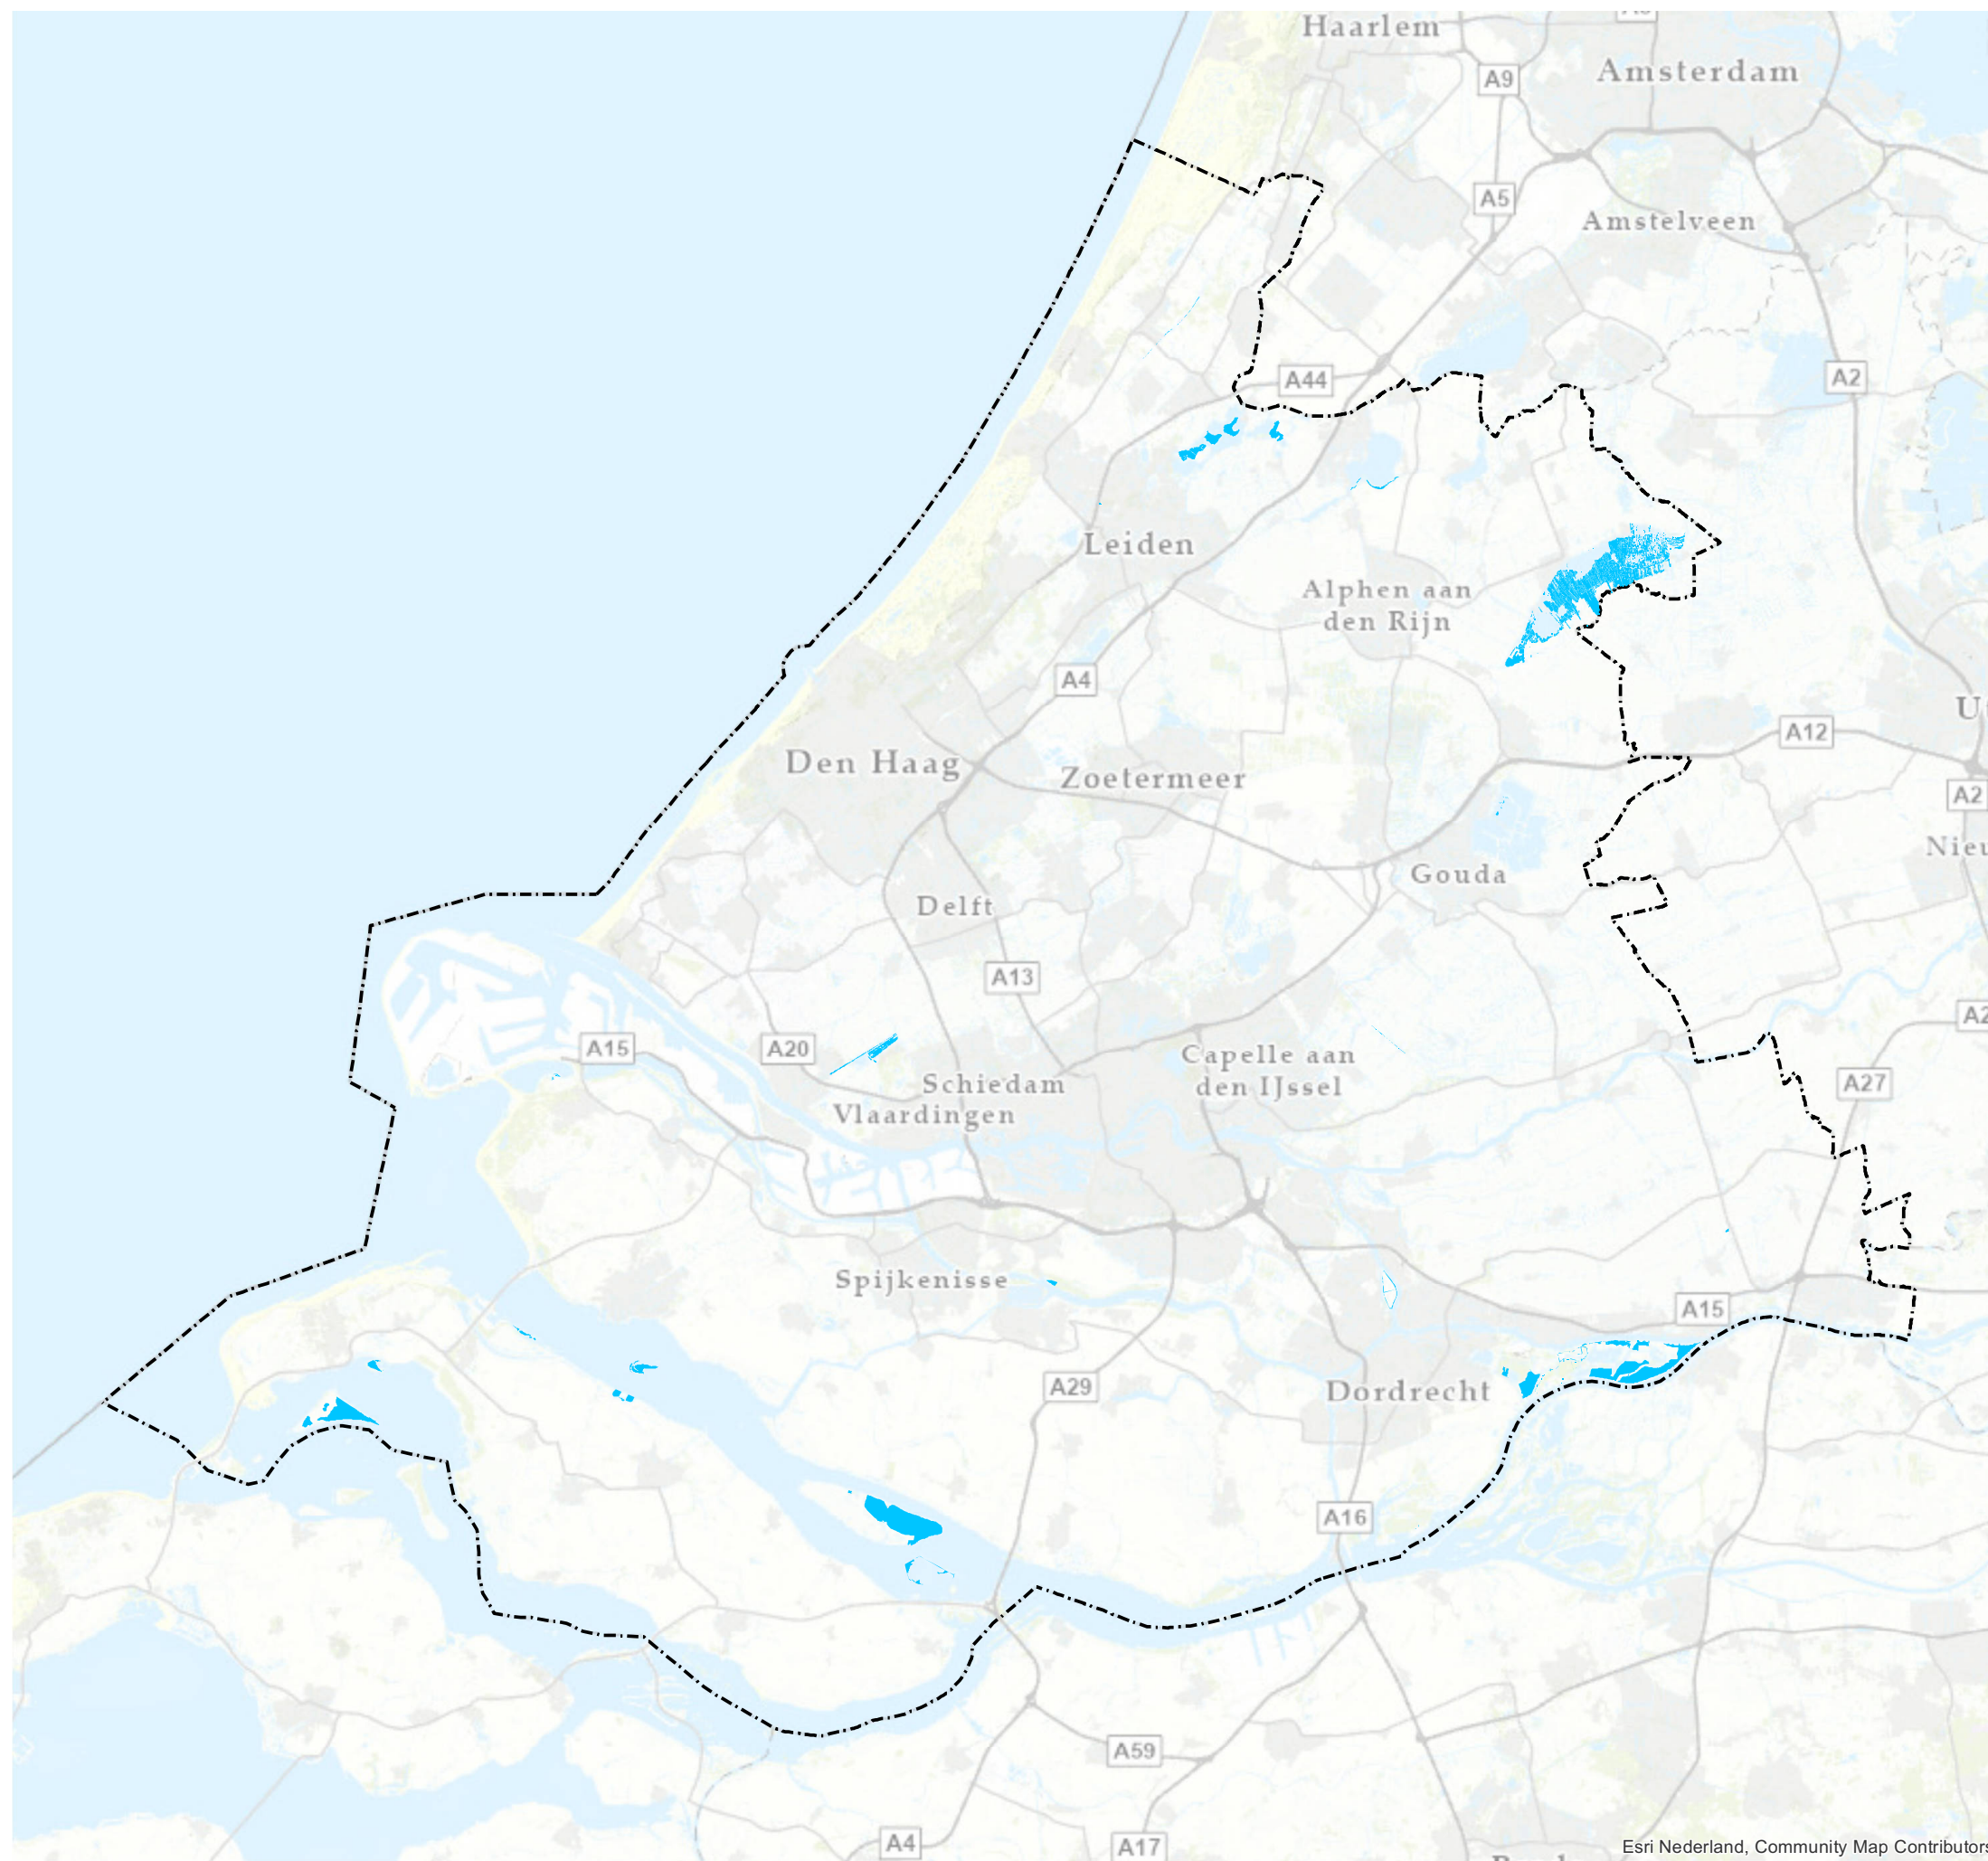 Haarlem
Amsterdam
A9
A5
Amstelveen
A44
A2
Leiden
Alphen aan
den Rijn
A4
A12
Den Haag
Zoetermeer
A2
Gouda
Delft
A13
A15
A20
Capelle aan
den IJssel
Schiedam
Vlaardingen
A27
Spijkenisse
A15
A29
Dordrecht
A16
A59
A4
A17
Esri Nederland, Community Map Contributors